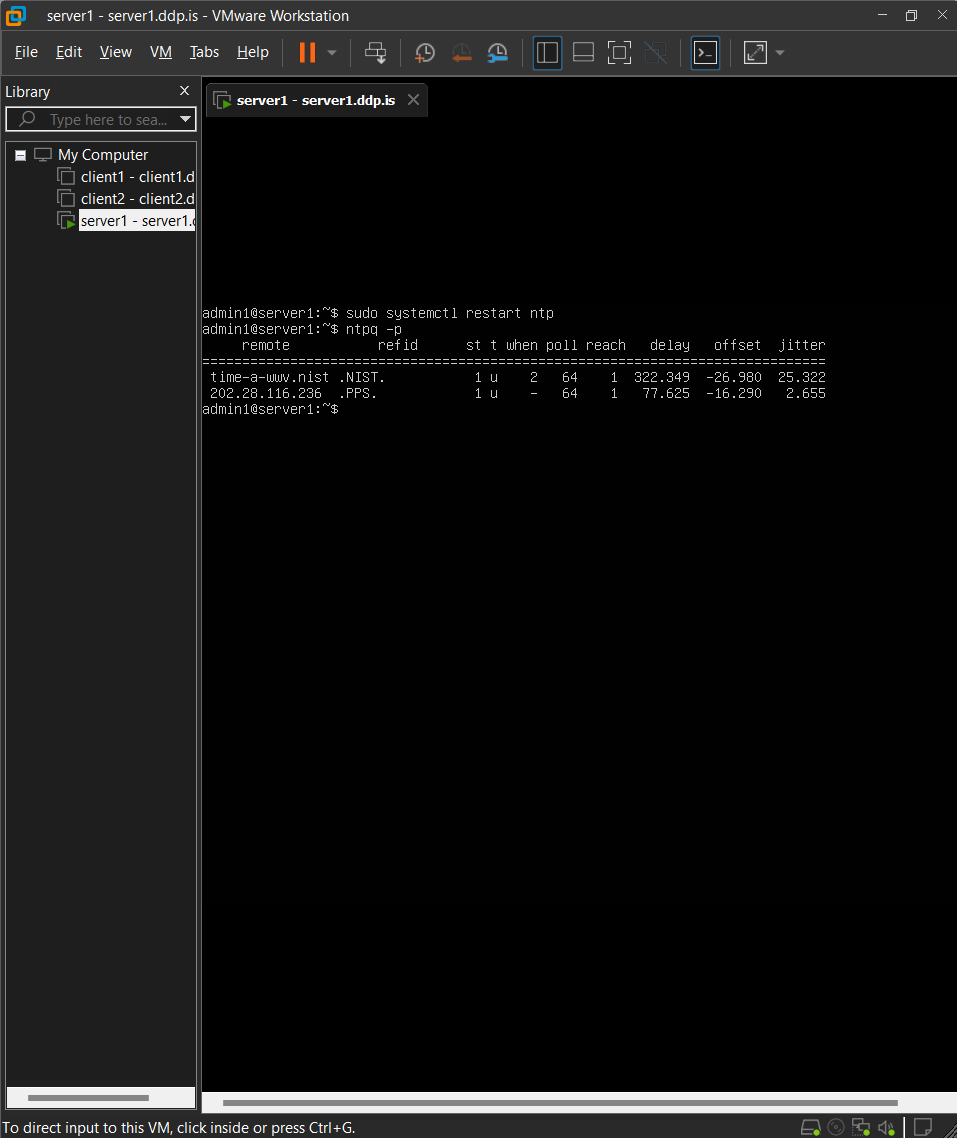 server1 - server1.ddp.is - VMware Workstation
File Edit View VM Tabs Help
Library
server1 - server1.ddp.is
Type here to sea...
My Computer
client1 - client1.d
client2 - client2.d
server1 - server1.
admin1@server1:~$ sudo systemctl restart ntp
admin1@server1:~$ ntpq -p
remote refid st t when poll reach delay offset jitter
==============================================================================
time-a-wwv.nist .NIST. 1 u 2 64 1 322.349 -26.980 25.322
202.28.116.236 .PPS. 1 u - 64 1 77.625 -16.290 2.655
admin1@server1:~$
To direct input to this VM, click inside or press Ctrl+G.